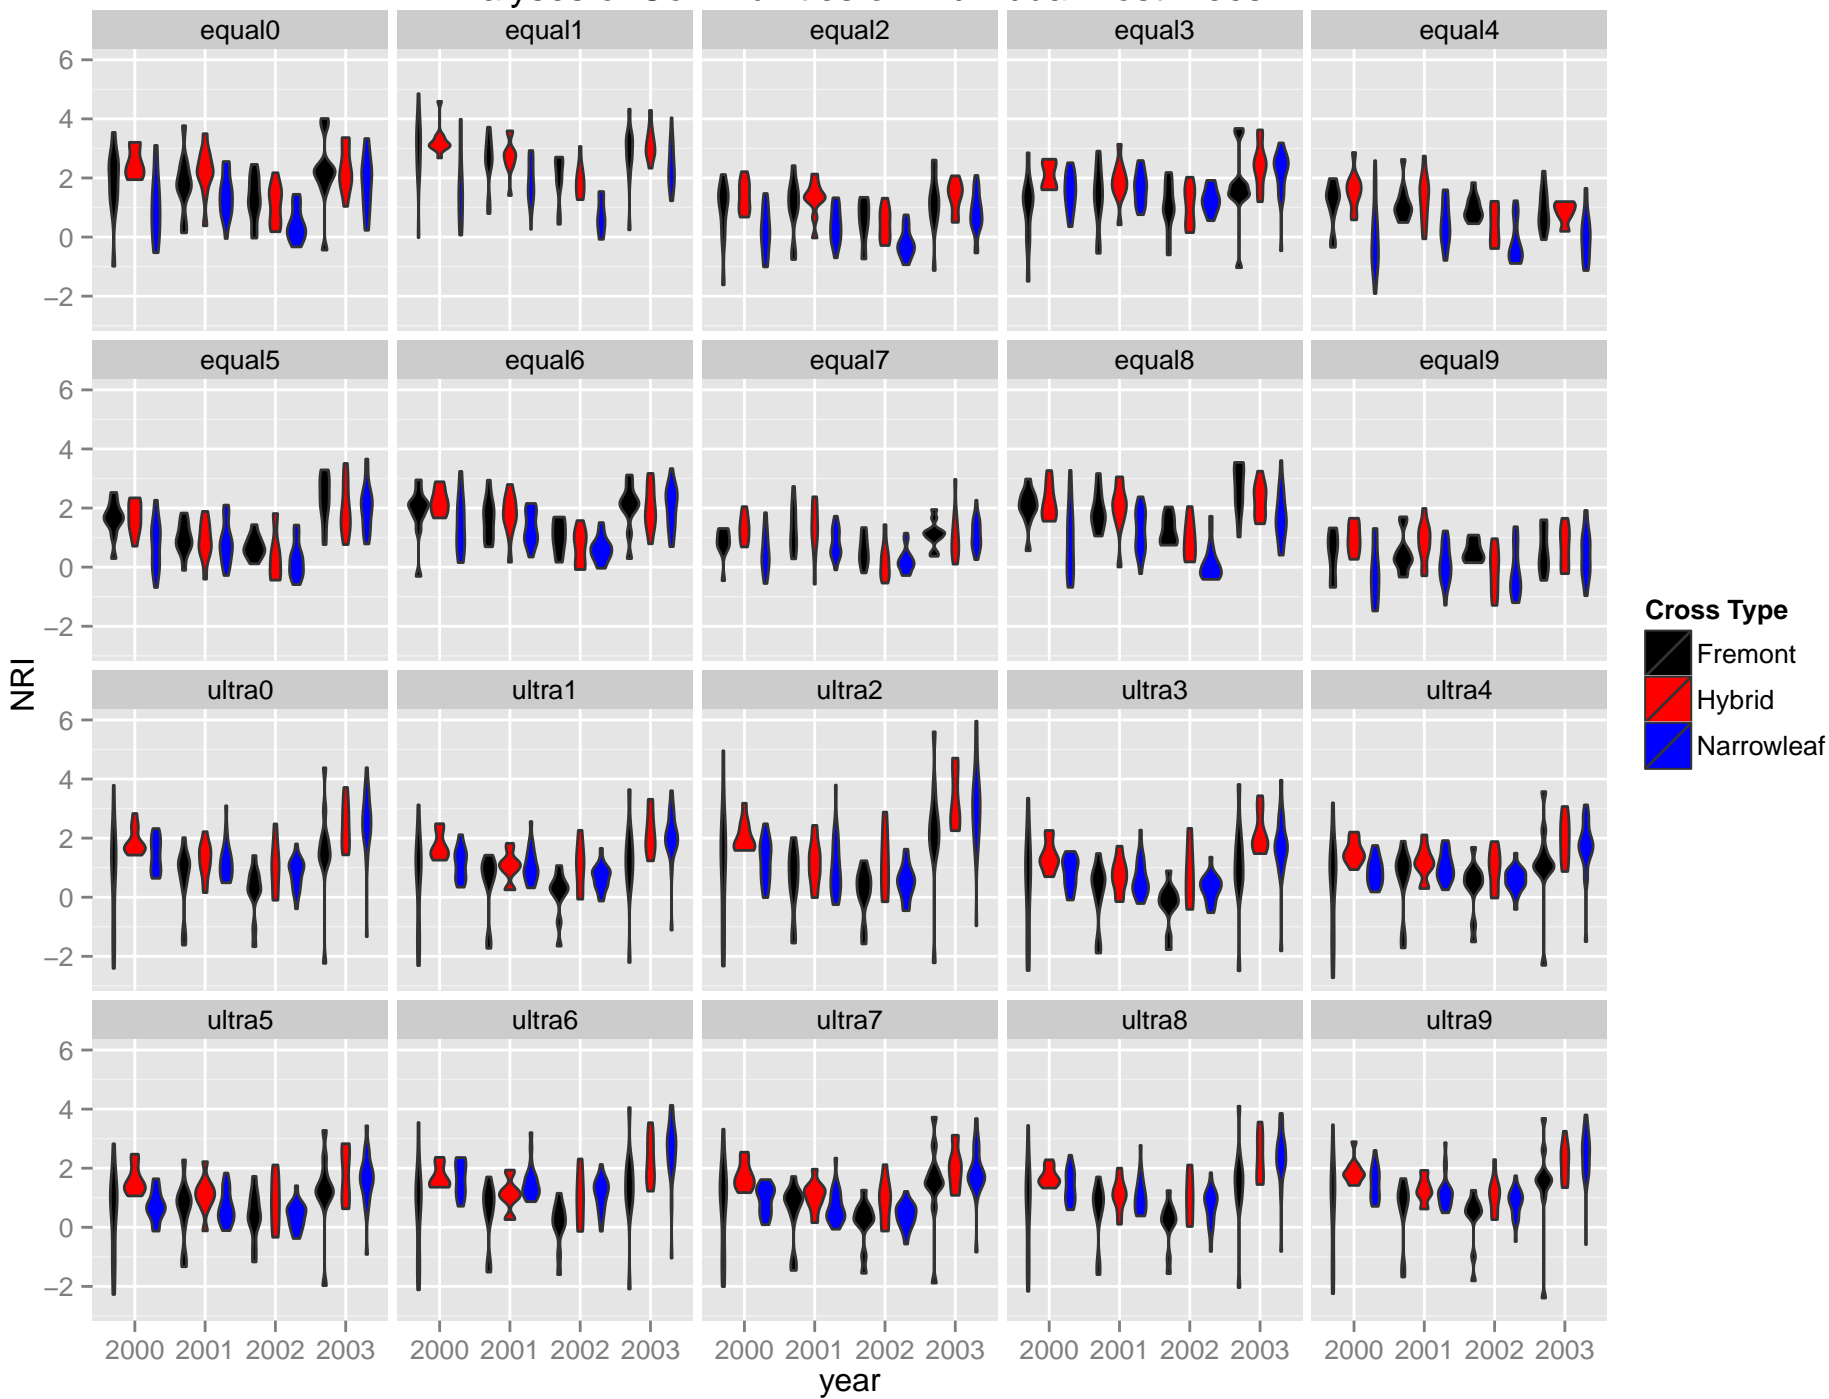 equal0 equal1 equal2 equal3 equal4
6
4
2
0
−2
equal5 equal6 equal7 equal8 equal9
6
4
2
0
−2
NRI
ultra0 ultra1 ultra2 ultra3 ultra4
6
4
2
0
−2
ultra5 ultra6 ultra7 ultra8 ultra9
6
4
2
0
−2
2000 2001 2002 2003 2000 2001 2002 2003 2000 2001 2002 2003 2000 2001 2002 2003 2000 2001 2002 2003
year
Cross Type
Fremont
Hybrid
Narrowleaf